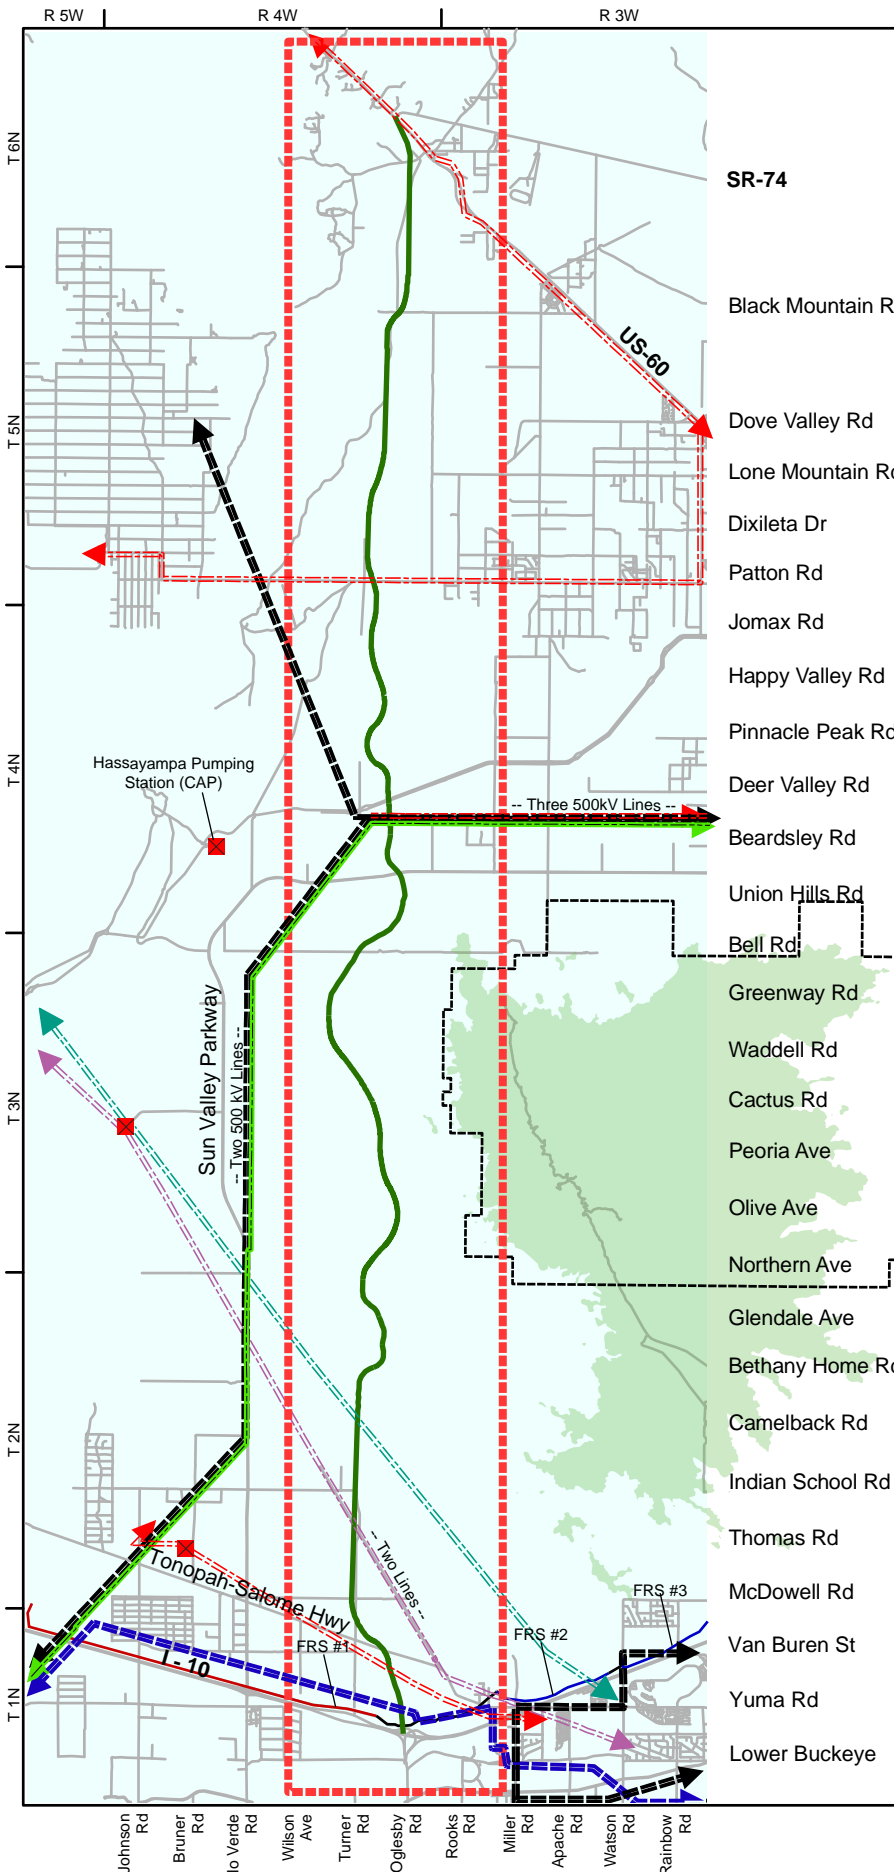 R 5W
R 4W
R 3W
T 6N
SR-74
Black Mountain R
US-60
T 5N
Dove Valley Rd
Lone Mountain Rd
Dixileta Dr
Patton Rd
Jomax Rd
Happy Valley Rd
Pinnacle Peak Rd
T 4N
Hassayampa Pumping
Station (CAP)
Deer Valley Rd
-- Three 500kV Lines --
Beardsley Rd
Union Hills Rd
Bell Rd
Greenway Rd
Sun Valley Parkway
-- Two 500 kV Lines --
Waddell Rd
T 3N
Cactus Rd
Peoria Ave
Olive Ave
Northern Ave
Glendale Ave
Bethany Home Rd
T 2N
Camelback Rd
Indian School Rd
Thomas Rd
Tonopah-Salome Hwy
-- Two Lines --
McDowell Rd
FRS #3
FRS #2
FRS #1
Van Buren St
I - 10
T 1N
Yuma Rd
Lower Buckeye
Johnson
Rd
Bruner
Rd
lo Verde
Rd
Wilson
Ave
Turner
Rd
Oglesby
Rd
Rooks
Rd
Miller
Rd
Apache
Rd
Watson
Rd
Rainbow
Rd